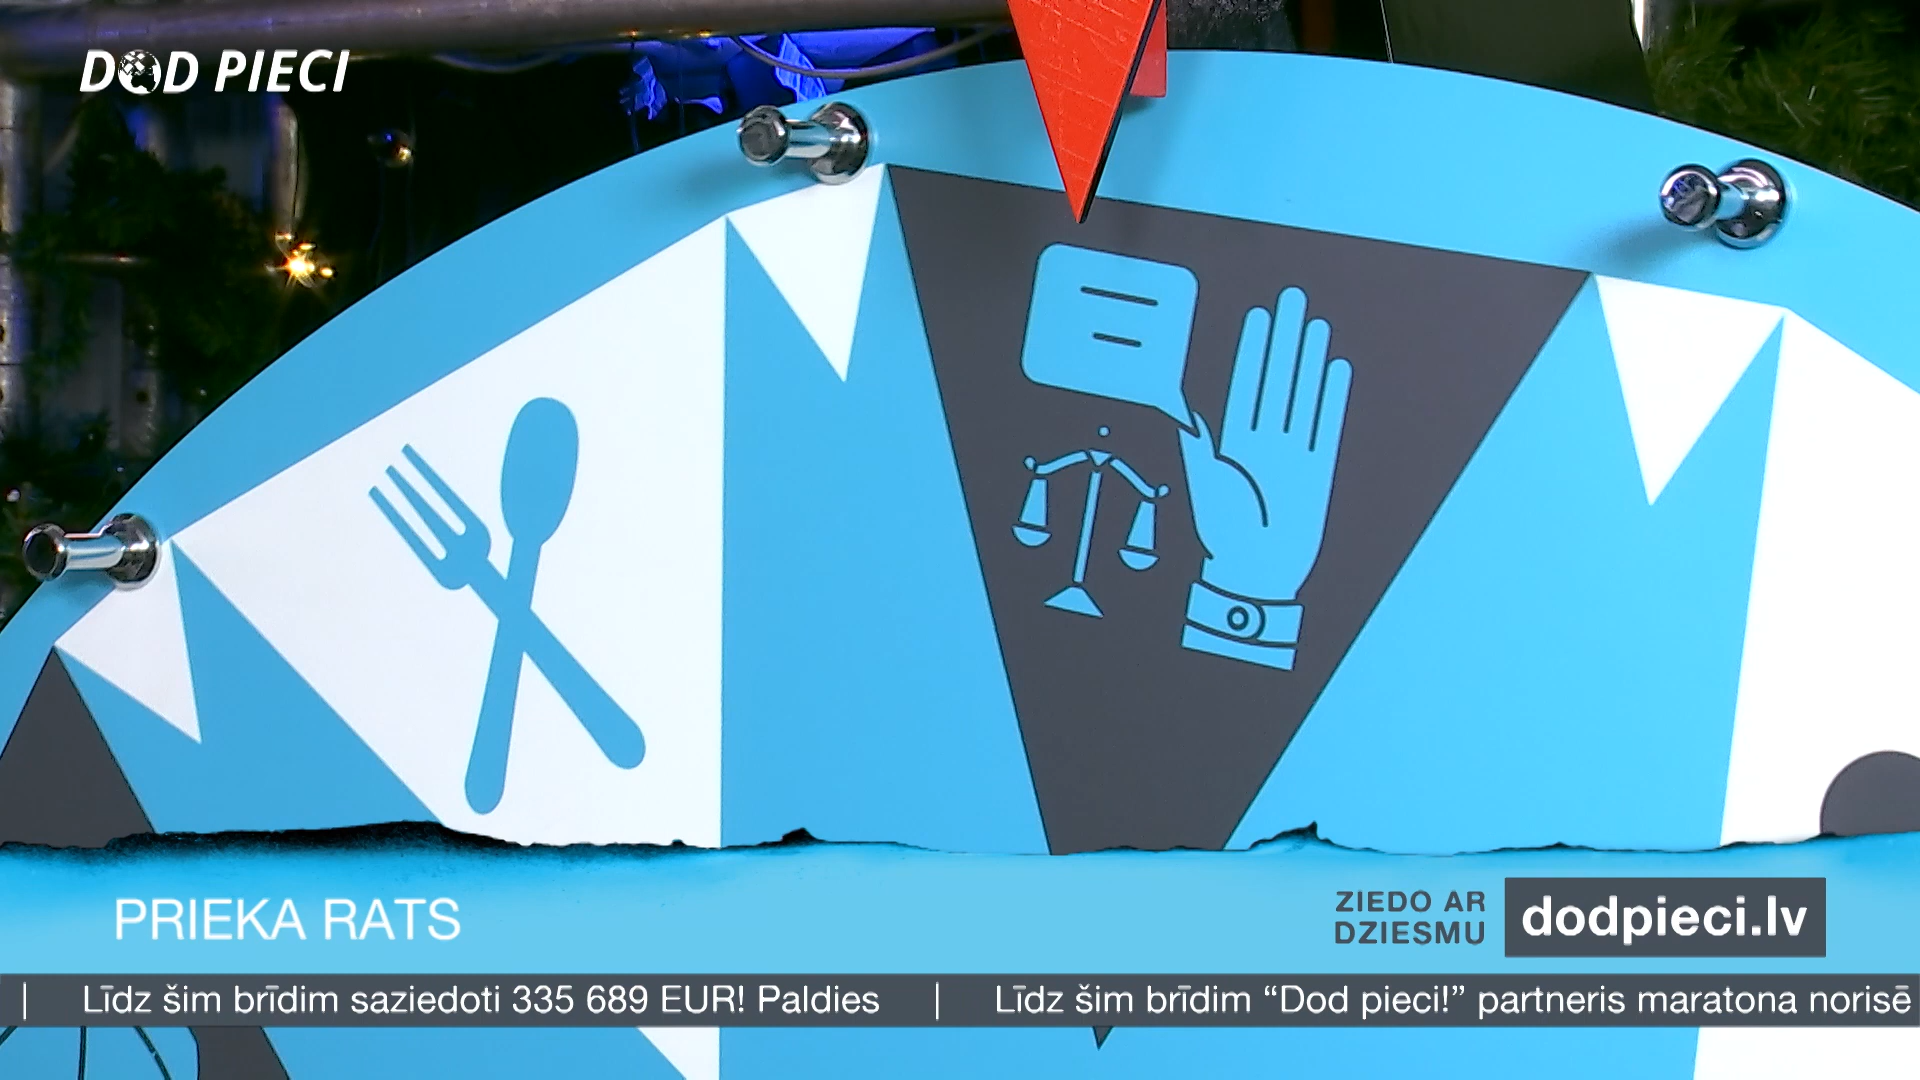 DOD PIECI
PRIEKA RATS
ZIEDO AR
DZIESMU
dodpieci.lv
| Līdz šim brīdim saziedoti 335 689 EUR! Paldies | Līdz šim brīdim “Dod pieci!” partneris maratona norisē